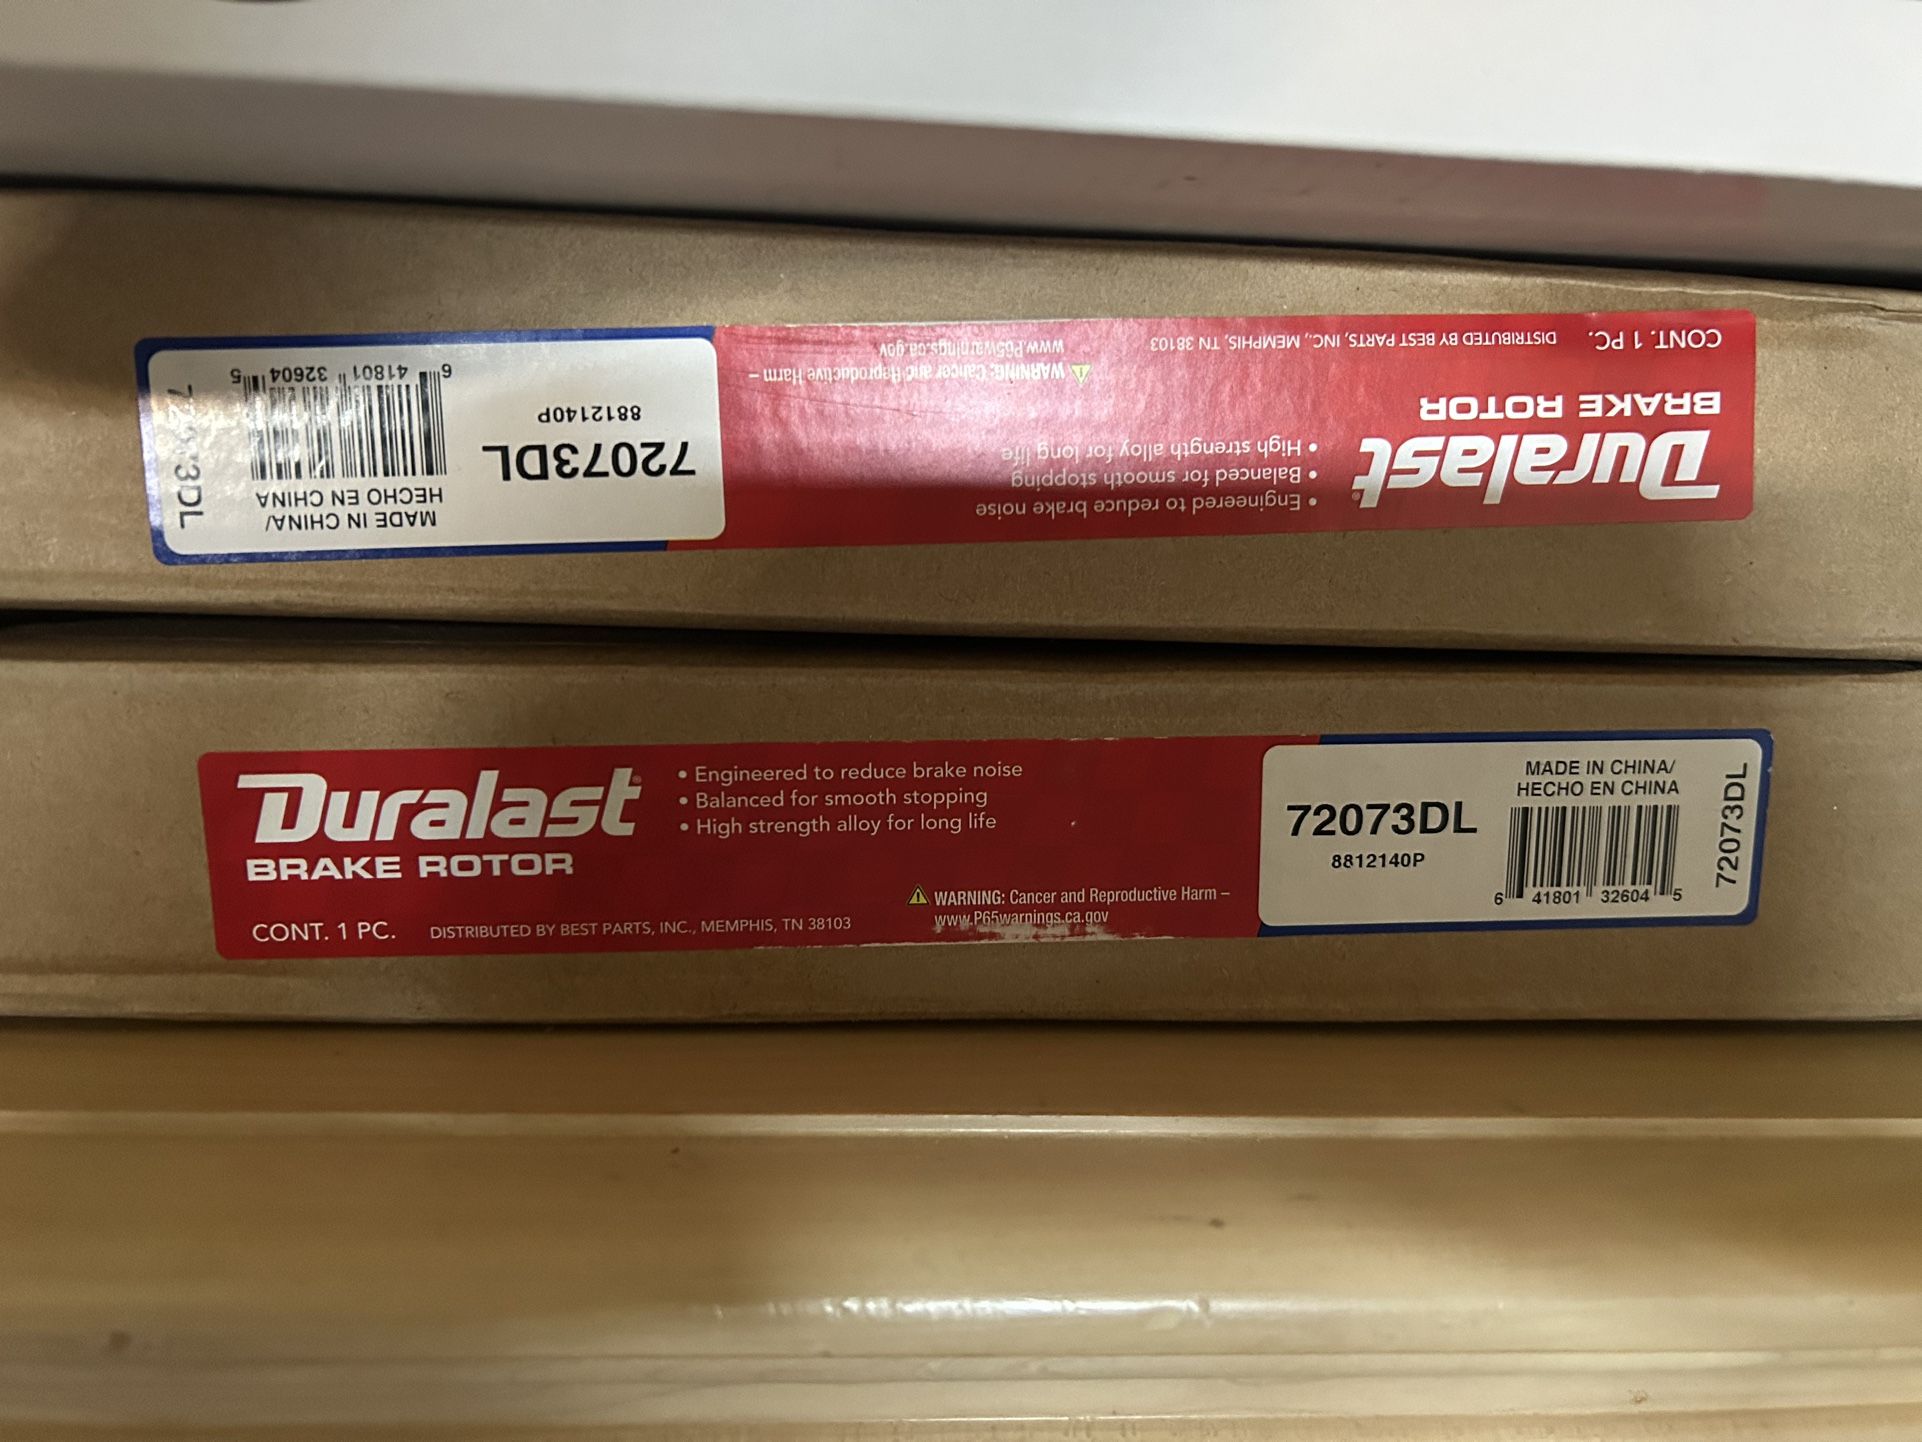 CONT. 1 PC.
DISTRIBUTED BY BEST PARTS, INC., MEMPHIS, TN 38103
WARNING: Cancer and Reproductive Harm –
www.P65warnings.ca.gov
BRAKE ROTOR
Duralast
• Engineered to reduce brake noise
• Balanced for smooth stopping
• High strength alloy for long life
72073DL
8812140P
MADE IN CHINA/
HECHO EN CHINA
6 41801 32604 5
72073DL
Duralast®
BRAKE ROTOR
• Engineered to reduce brake noise
• Balanced for smooth stopping
• High strength alloy for long life
CONT. 1 PC.
DISTRIBUTED BY BEST PARTS, INC., MEMPHIS, TN 38103
WARNING: Cancer and Reproductive Harm –
www.P65warnings.ca.gov
72073DL
8812140P
MADE IN CHINA/
HECHO EN CHINA
6 41801 32604 5
72073DL